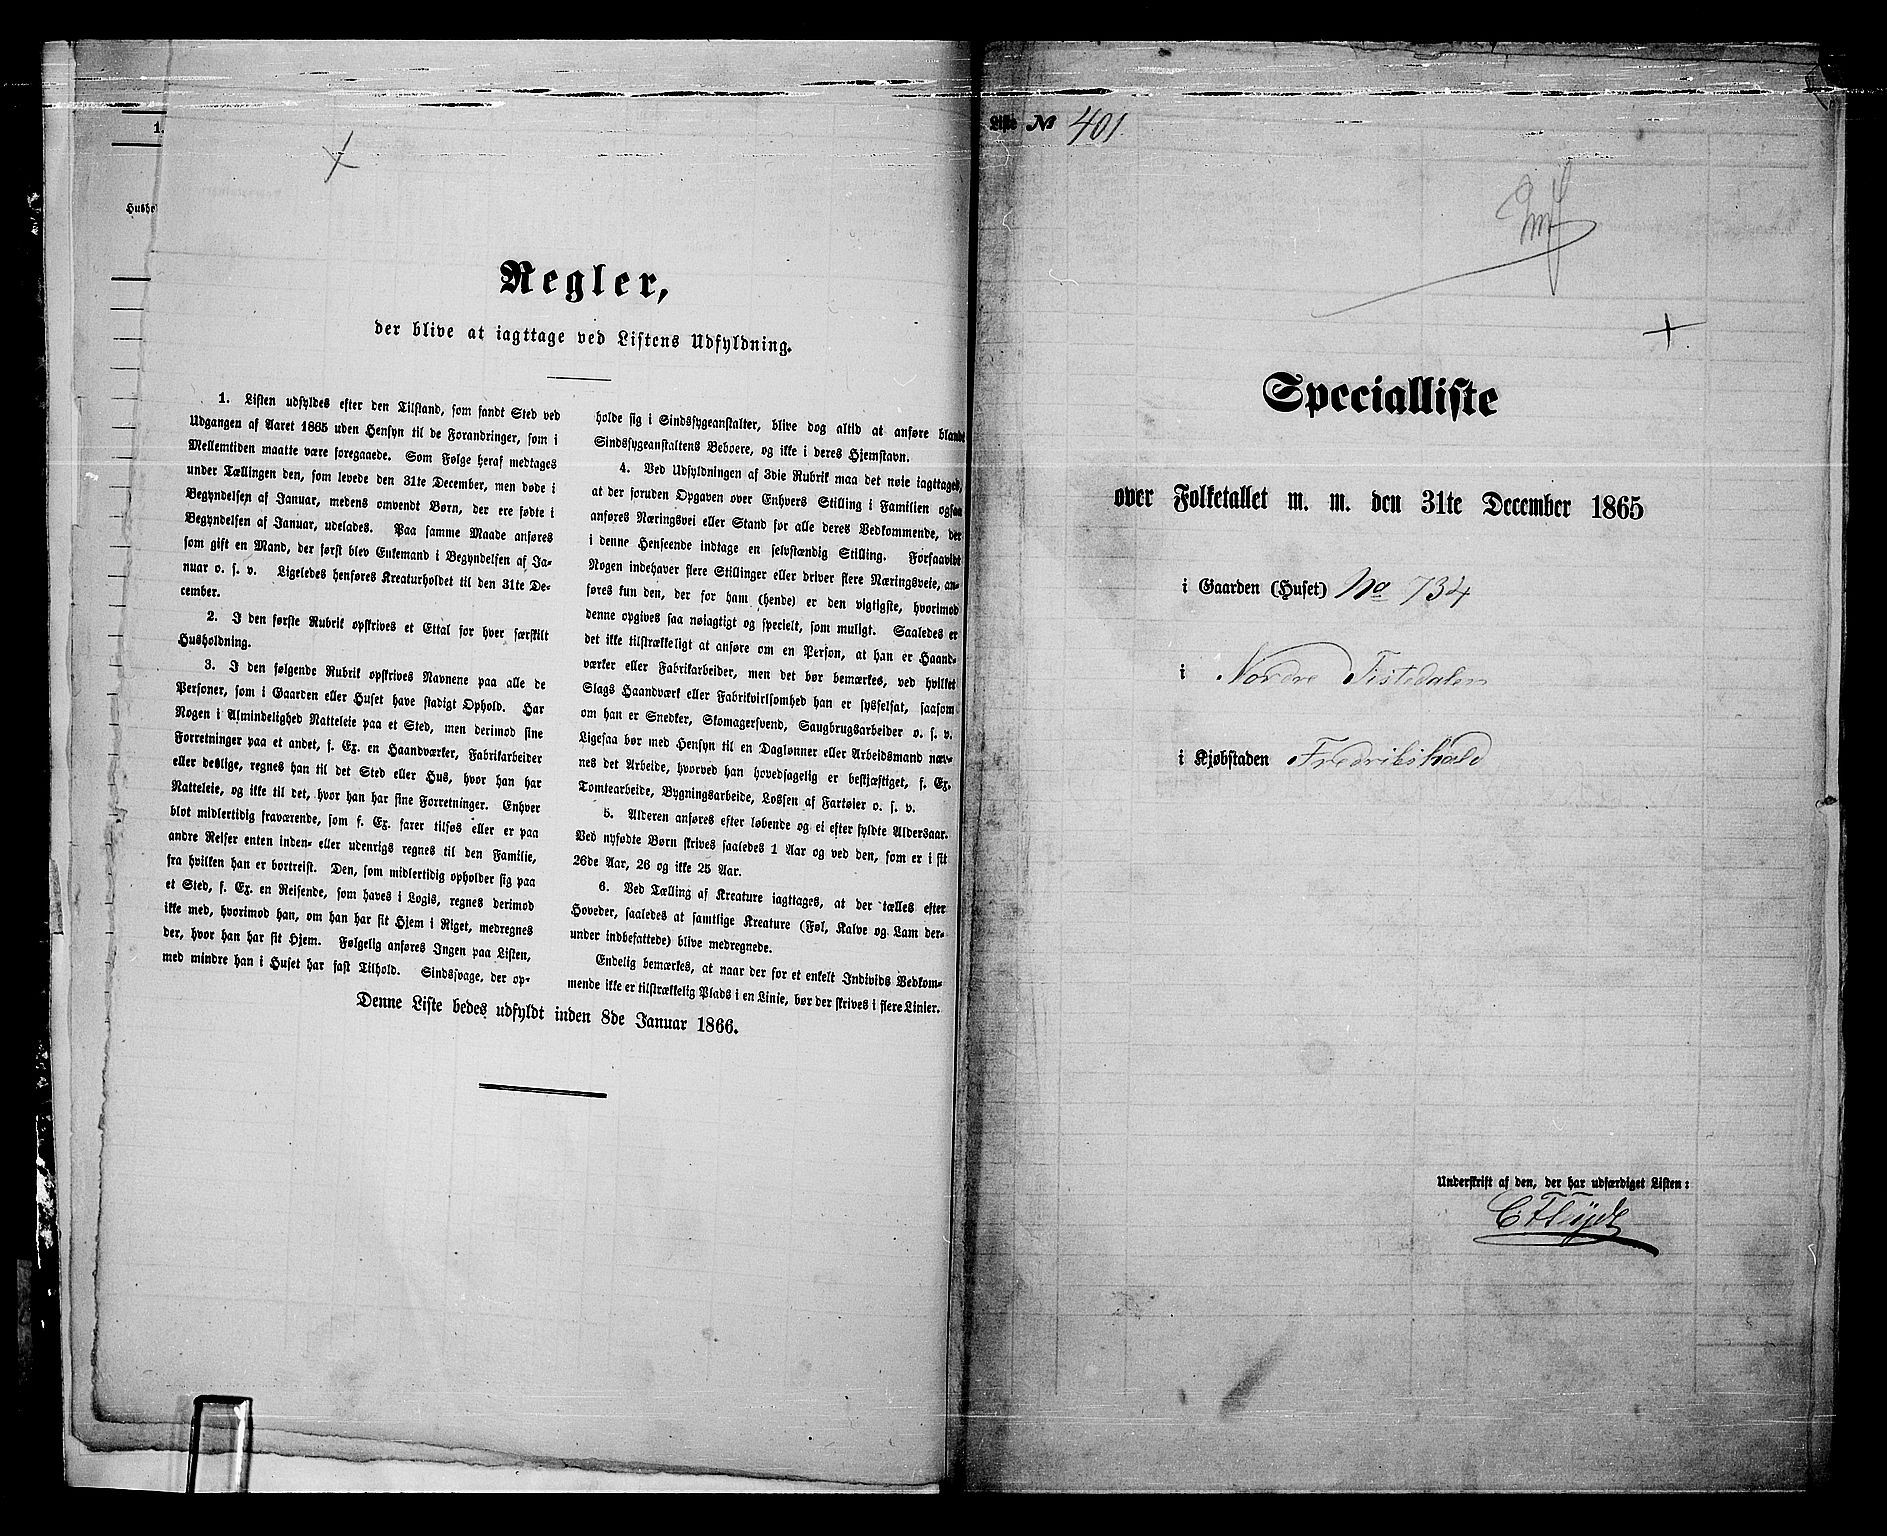 1.
Hushol
Regler,
der blive at iagttage ved Listens Udfyldning.
1. Listen udfyldes efter den Tilstand, som fandt Sted ved
Udgangen af Aaret 1865 uden Hensyn til de Forandringer, som i
Mellemtiden maatte være foregaaede. Som Følge heraf medtages
under Tællingen den, som levede den 31te December, men døde i
Begyndelsen af Januar, medens omvendt Børn, der ere fødte i
Begyndelsen af Januar, udelades. Paa samme Maade anføres
som gift en Mand, der først blev Enkemand i Begyndelsen af Ja-
nuar o. s. v. Ligeledes henføres Kreaturholdet til den 31te De-
cember.
2. I den første Rubrik opskrives et Ettal for hver særskilt
Husholdning.
3. I den følgende Rubrik opskrives Navnene paa alle de
Personer, som i Gaarden eller Huset have stadigt Ophold. Har
Nogen i Almindelighed Natteleie paa et Sted, men derimod sine
Forretninger paa et andet, f. Ex. en Haandværker, Fabrikarbeider
eller deslige, regnes han til det Sted eller Hus, hvor han har
Natteleie, og ikke til det, hvor han har sine Forretninger. Enhver
blot midlertidig fraværende, som f. Ex. farer tilsøs eller er paa
andre Reiser enten inden- eller udenrigs regnes til den Familie,
fra hvilken han er bortreist. Den, som midlertidig opholder sig paa
et Sted, f. Ex. en Reisende, som haves i Logis, regnes derimod
ikke med, hvorimod han, om han har sit Hjem i Riget, medregnes
der, hvor han har sit Hjem. Følgelig anføres Ingen paa Listen,
med mindre han i Huset har fast Tilhold. Sindssvage, der op-
holde sig i Sindssygeanstalter, blive dog altid at anføre blandt
Sindssygeanstaltens Beboere, og ikke i deres Hjemstavn.
4. Ved Udfyldningen af 3die Rubrik maa det nøie iagttages,
at der foruden Opgaven over Enhvers Stilling i Familien ogsaa
anføres Næringsvei eller Stand for alle deres Vedkommende, der
i denne Henseende indtage en selvstændig Stilling. Forsaavidt
Nogen indehaver flere Stillinger eller driver flere Næringsveie, an-
føres kun den, der for ham (hende) er den vigtigste, hvorimod
denne opgives saa nøiagtigt og specielt, som muligt. Saaledes er
det ikke tilstrækkeligt at anføre om en Person, at han er Haand-
værker eller Fabrikarbeider, men det bør bemærkes, ved hvilket
Slags Haandværk eller Fabrikvirksomhed han er sysselsat, saasom
om han er Snedker, Skomagersvend, Saugbrugsarbeider o. s. v.
Ligesaa bør med Hensyn til en Daglønner eller Arbeidsmand næv-
nes det Arbeide, hvorved han hovedsagelig er beskjæftiget, f. Ex.
Tomtearbeide, Bygningsarbeide, Lossen af Fartøier o. s. v.
5. Alderen anføres efter løbende og ei efter fyldte Aldersaar.
Ved nyfødte Børn skrives saaledes 1 Aar og ved den, som er i sit
26de Aar, 26 og ikke 25 Aar.
6. Ved Tælling af Kreature iagttages, at der tælles efter
Hoveder, saaledes at samtlige Kreature (Føl, Kalve og Lam der-
under indbefattede) blive medregnede.
Endelig bemærkes, at naar der for et enkelt Individs Vedkom-
mende ikke er tilstrækkelig Plads i en Linie, bør der skrives i flere Linier.
Denne Liste bedes udfyldt inden 8de Januar 1866.
Liste № 401.
Specialliste
over Folketallet m. m. den 31te December 1865
i Gaarden (Huset) No 734
i Nordre Tistedalen
i Kjøbstaden Fredrikshald
Underskrift af den, der har udfærdiget Listen: